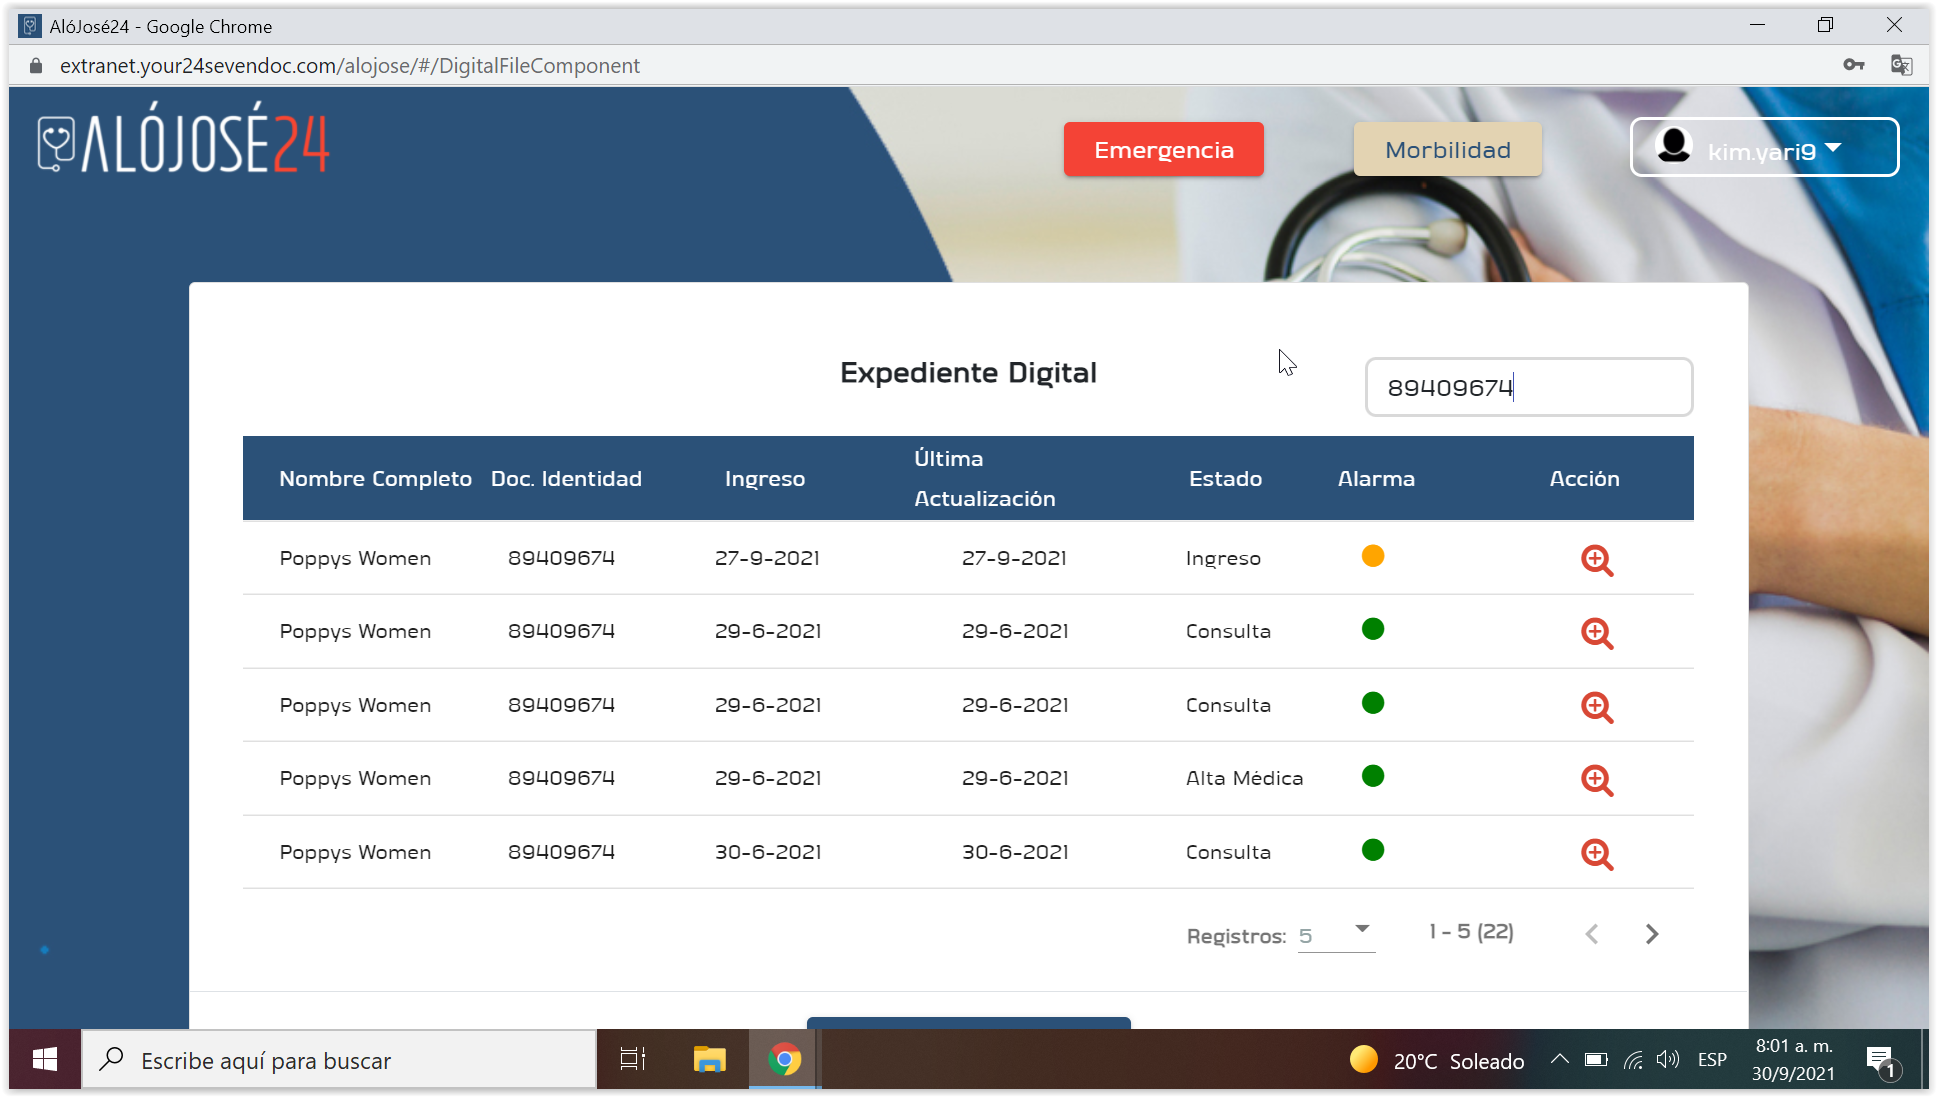 AlóJosé24 - Google Chrome
extranet.your24sevendoc.com/alojose/#/DigitalFileComponent
ALÓJOSÉ24
Emergencia
Morbilidad
kim.yari9
Expediente Digital
89409674
Nombre Completo Doc. Identidad Ingreso Última Actualización Estado Alarma Acción
Poppys Women 89409674 27-9-2021 27-9-2021 Ingreso
Poppys Women 89409674 29-6-2021 29-6-2021 Consulta
Poppys Women 89409674 29-6-2021 29-6-2021 Consulta
Poppys Women 89409674 29-6-2021 29-6-2021 Alta Médica
Poppys Women 89409674 30-6-2021 30-6-2021 Consulta
Registros: 5 1 - 5 (22)
Escribe aquí para buscar
20°C Soleado
ESP
8:01 a. m.
30/9/2021
1